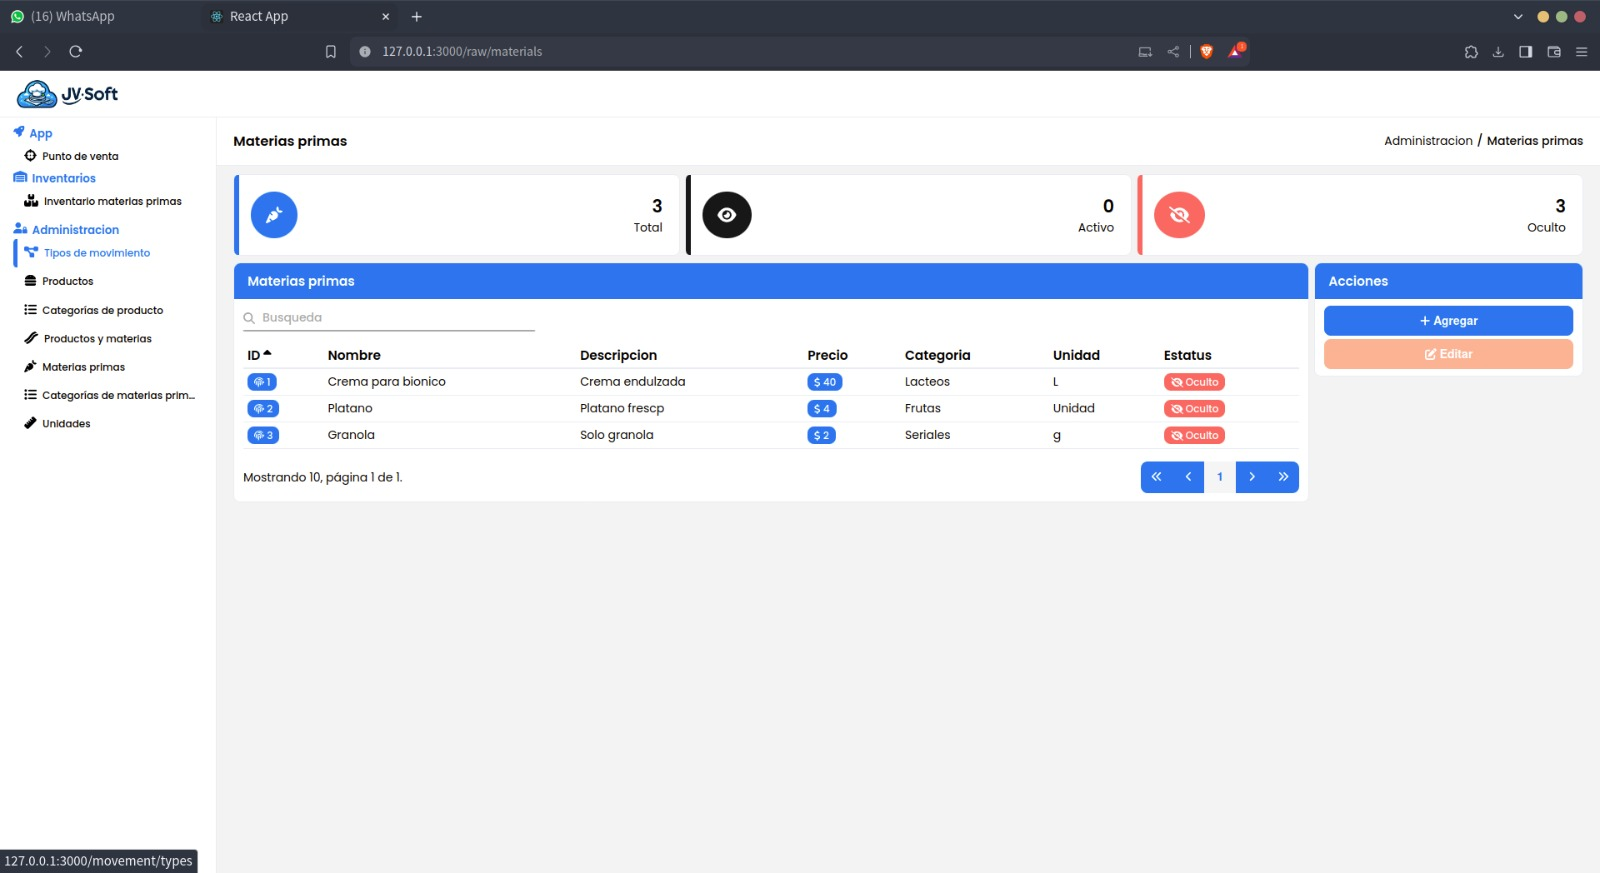 (16) WhatsApp
React App
127.0.0.1:3000/raw/materials
JV-Soft
App
Punto de venta
Inventarios
Inventario materias primas
Administracion
Tipos de movimiento
Productos
Categorías de producto
Productos y materias
Materias primas
Categorías de materias prim...
Unidades
Materias primas
Administracion / Materias primas
3
Total
0
Activo
3
Oculto
Materias primas
Busqueda
ID Nombre Descripcion Precio Categoria Unidad Estatus
1 Crema para bionico Crema endulzada $ 40 Lacteos L Oculto
2 Platano Platano frescp $ 4 Frutas Unidad Oculto
3 Granola Solo granola $ 2 Seriales g Oculto
Mostrando 10, página 1 de 1.
« ‹ 1 › »
Acciones
+ Agregar
Editar
127.0.0.1:3000/movement/types